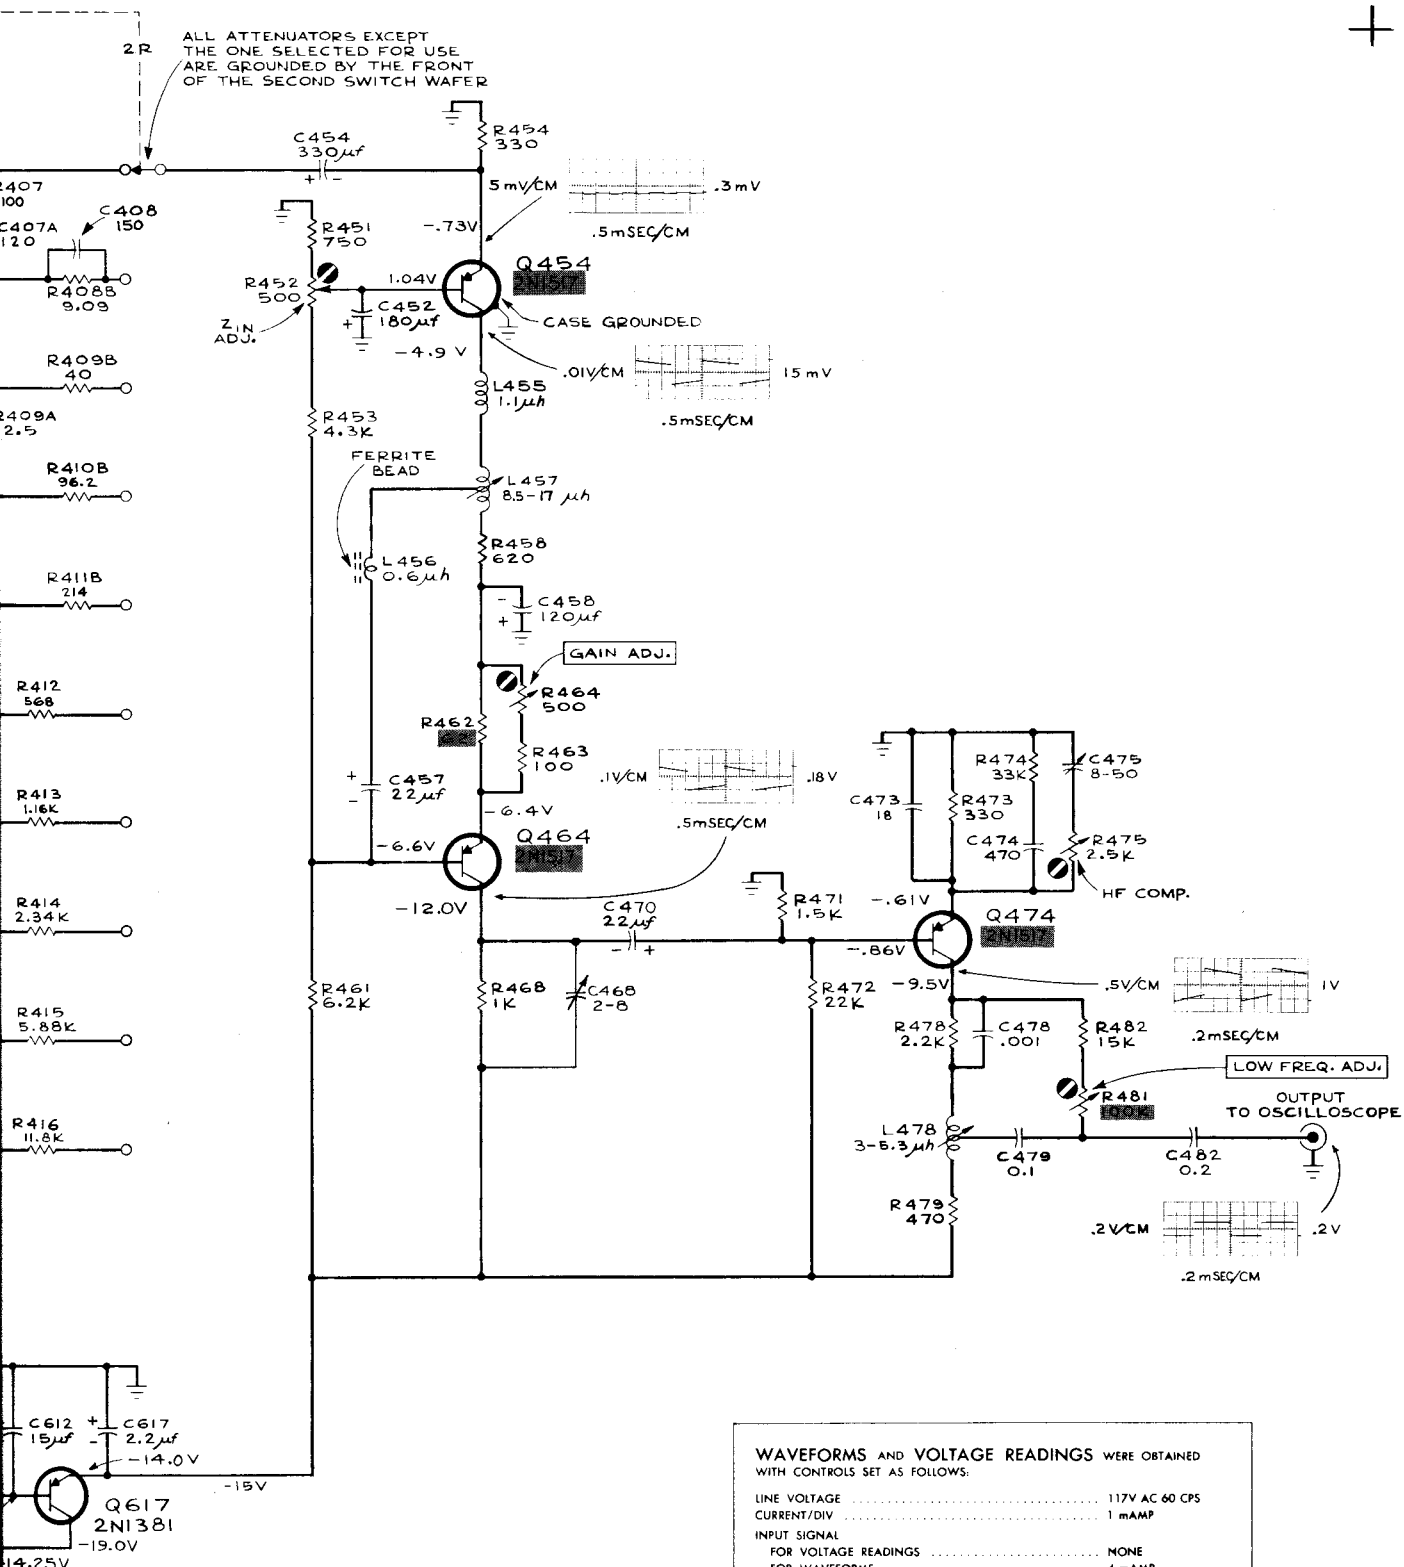 ALL ATTENUATORS EXCEPT
THE ONE SELECTED FOR USE
ARE GROUNDED BY THE FRONT
OF THE SECOND SWITCH WAFER
2R
C454
330µf
+ -
R454
330
5mV/CM
.3mV
.5mSEC/CM
-.73V
2407
100
C407A
120
C408
150
R408B
9.09
R451
750
R452
500
ZIN
ADJ.
1.04V
C452
180µf
+
Q454
2N1517
CASE GROUNDED
-4.9 V
.01V/CM
15mV
.5mSEC/CM
R409B
40
2409A
2.5
L455
1.1µh
R453
4.3K
FERRITE
BEAD
L457
8.5-17 µh
R410B
96.2
R458
620
L456
0.6µh
R411B
214
-
+
C458
120µf
GAIN ADJ.
R464
500
R412
568
R462
R463
100
+
-
C457
22µf
-6.4V
.1V/CM
.18V
.5mSEC/CM
R413
1.16K
Q464
2N1517
-6.6V
-12.0V
R414
2.34K
C470
22µf
- +
R471
1.5K
R474
33K
C475
8-50
C473
18
R473
330
C474
470
R475
2.5K
HF COMP.
-.61V
Q474
2N1517
-.86V
-9.5V
.5V/CM
1V
.2mSEC/CM
R461
6.2K
R468
1K
C468
2-8
R472
22K
R478
2.2K
C478
.001
R482
15K
R415
5.88K
LOW FREQ. ADJ.
R481
100K
OUTPUT
TO OSCILLOSCOPE
R416
11.8K
L478
3-5.3µh
C479
0.1
C482
0.2
R479
470
.2V/CM
.2V
.2mSEC/CM
C612
15µf
+
-
C617
2.2µf
-14.0V
-15V
Q617
2N1381
-19.0V
14.25V
WAVEFORMS AND VOLTAGE READINGS WERE OBTAINED
WITH CONTROLS SET AS FOLLOWS:
LINE VOLTAGE ........ 117V AC 60 CPS
CURRENT/DIV ........ 1 mAMP
INPUT SIGNAL
FOR VOLTAGE READINGS ........ NONE